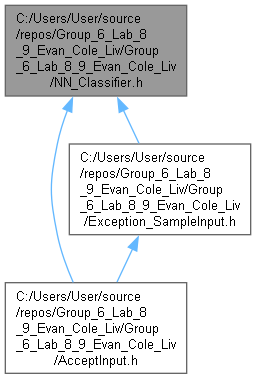 C:/Users/User/source
/repos/Group_6_Lab_8
_9_Evan_Cole_Liv/Group
_6_Lab_8_9_Evan_Cole_Liv
/NN_Classifier.h
C:/Users/User/source
/repos/Group_6_Lab_8
_9_Evan_Cole_Liv/Group
_6_Lab_8_9_Evan_Cole_Liv
/Exception_SampleInput.h
C:/Users/User/source
/repos/Group_6_Lab_8
_9_Evan_Cole_Liv/Group
_6_Lab_8_9_Evan_Cole_Liv
/AcceptInput.h